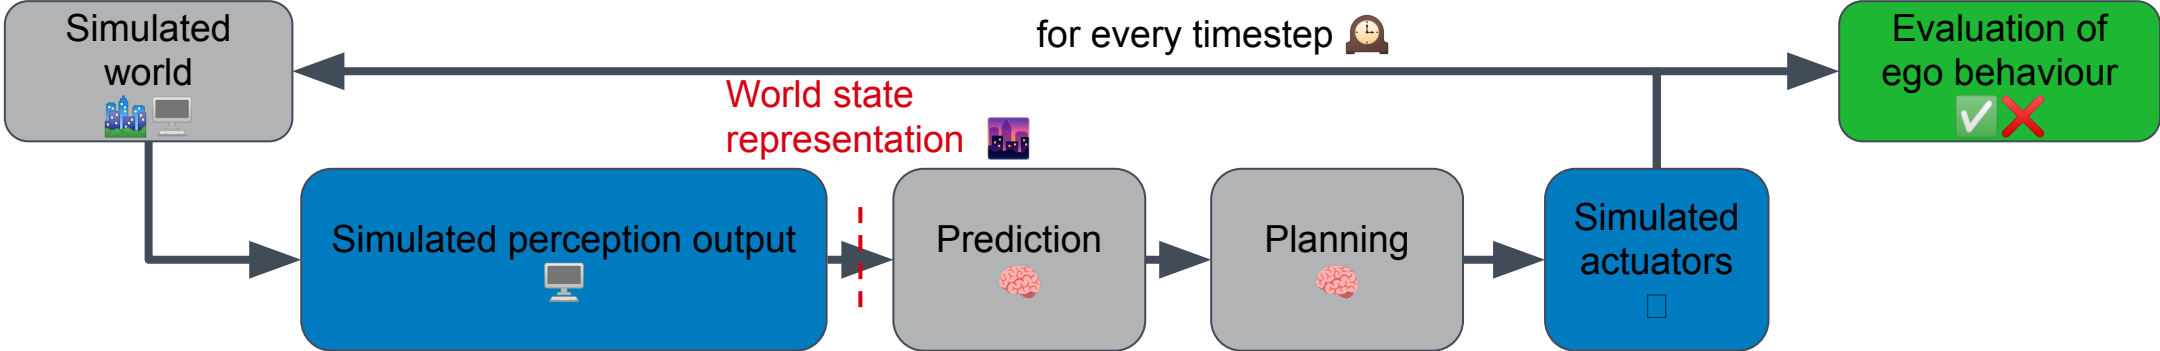 Simulated
world
for every timestep
World state
representation
Evaluation of
ego behaviour
Simulated perception output
Prediction
Planning
Simulated
actuators